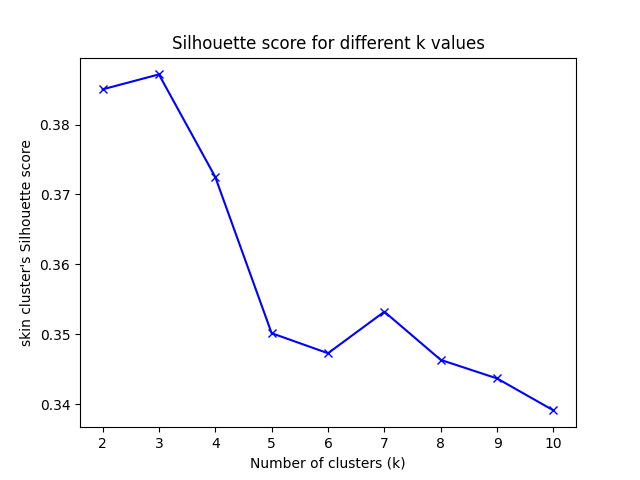 Silhouette score for different k values
skin cluster's Silhouette score
0.38
0.37
0.36
0.35
0.34
2 3 4 5 6 7 8 9 10
Number of clusters (k)